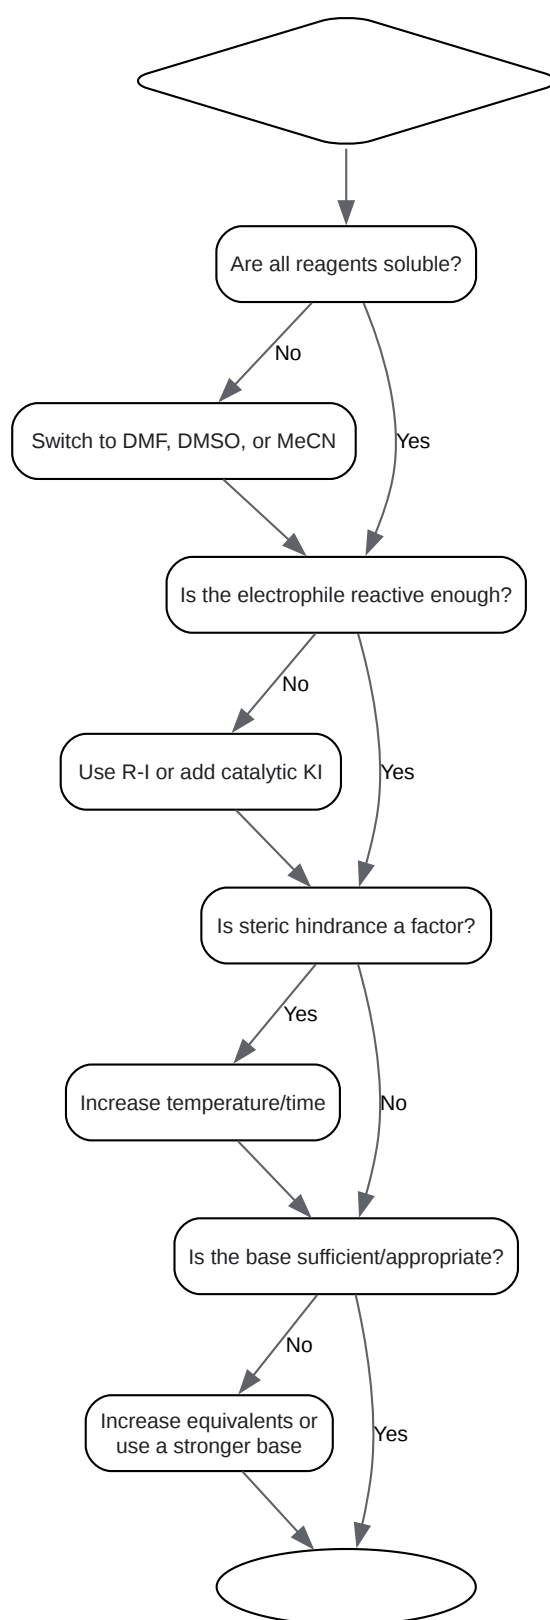 Are all reagents soluble?
No
Switch to DMF, DMSO, or MeCN
Yes
Is the electrophile reactive enough?
No
Use R-I or add catalytic KI
Yes
Is steric hindrance a factor?
Yes
Increase temperature/time
No
Is the base sufficient/appropriate?
No
Increase equivalents or
use a stronger base
Yes